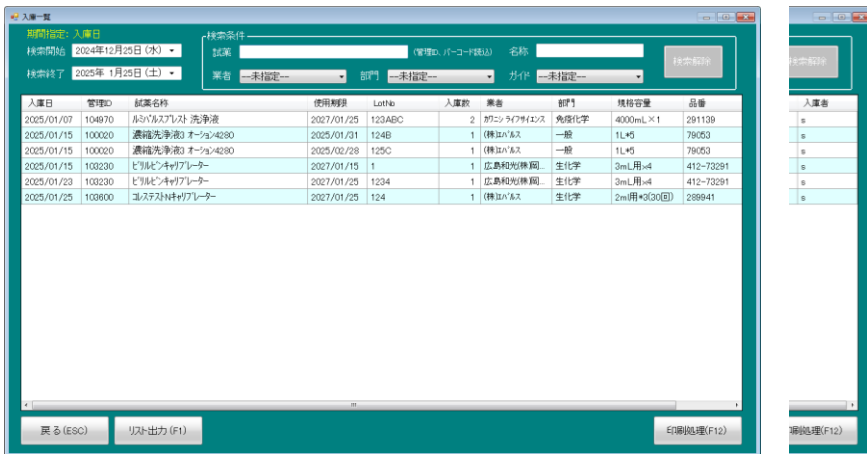 入庫一覧
期間指定: 入庫日
検索開始 2024年12月25日(水)
検索終了 2025年 1月25日(土)
検索条件
試薬 (管理ID、バーコード読込) 名称
業者 ---未指定--- 部門 ---未指定--- ガイド ---未指定---
検索解除
入庫日 管理ID 試薬名称 使用期限 LotNo 入庫数 業者 部門 規格容量 品番
2025/01/07 104970 ルミパルスプレスト 洗浄液 2027/01/25 123ABC 2 カワニシ ライフサイエンス 免疫化学 4000mL×1 291139
2025/01/15 100020 濃縮洗浄液3 オーション4280 2025/01/31 124B 1 (株)エバルス 一般 1L*5 79053
2025/01/15 100020 濃縮洗浄液3 オーション4280 2025/02/28 125C 1 (株)エバルス 一般 1L*5 79053
2025/01/15 103230 ビリルビンキャリブレーター 2027/01/15 1 1 広島和光(株)岡... 生化学 3mL用×4 412-73291
2025/01/23 103230 ビリルビンキャリブレーター 2027/01/25 1234 1 広島和光(株)岡... 生化学 3mL用×4 412-73291
2025/01/25 103600 コレステストNキャリブレーター 2027/01/25 124 1 (株)エバルス 生化学 2ml用*3(30回) 289941
戻る(ESC) リスト出力(F1) 印刷処理(F12)
検索解除
入庫者
s
s
s
s
s
s
印刷処理(F12)